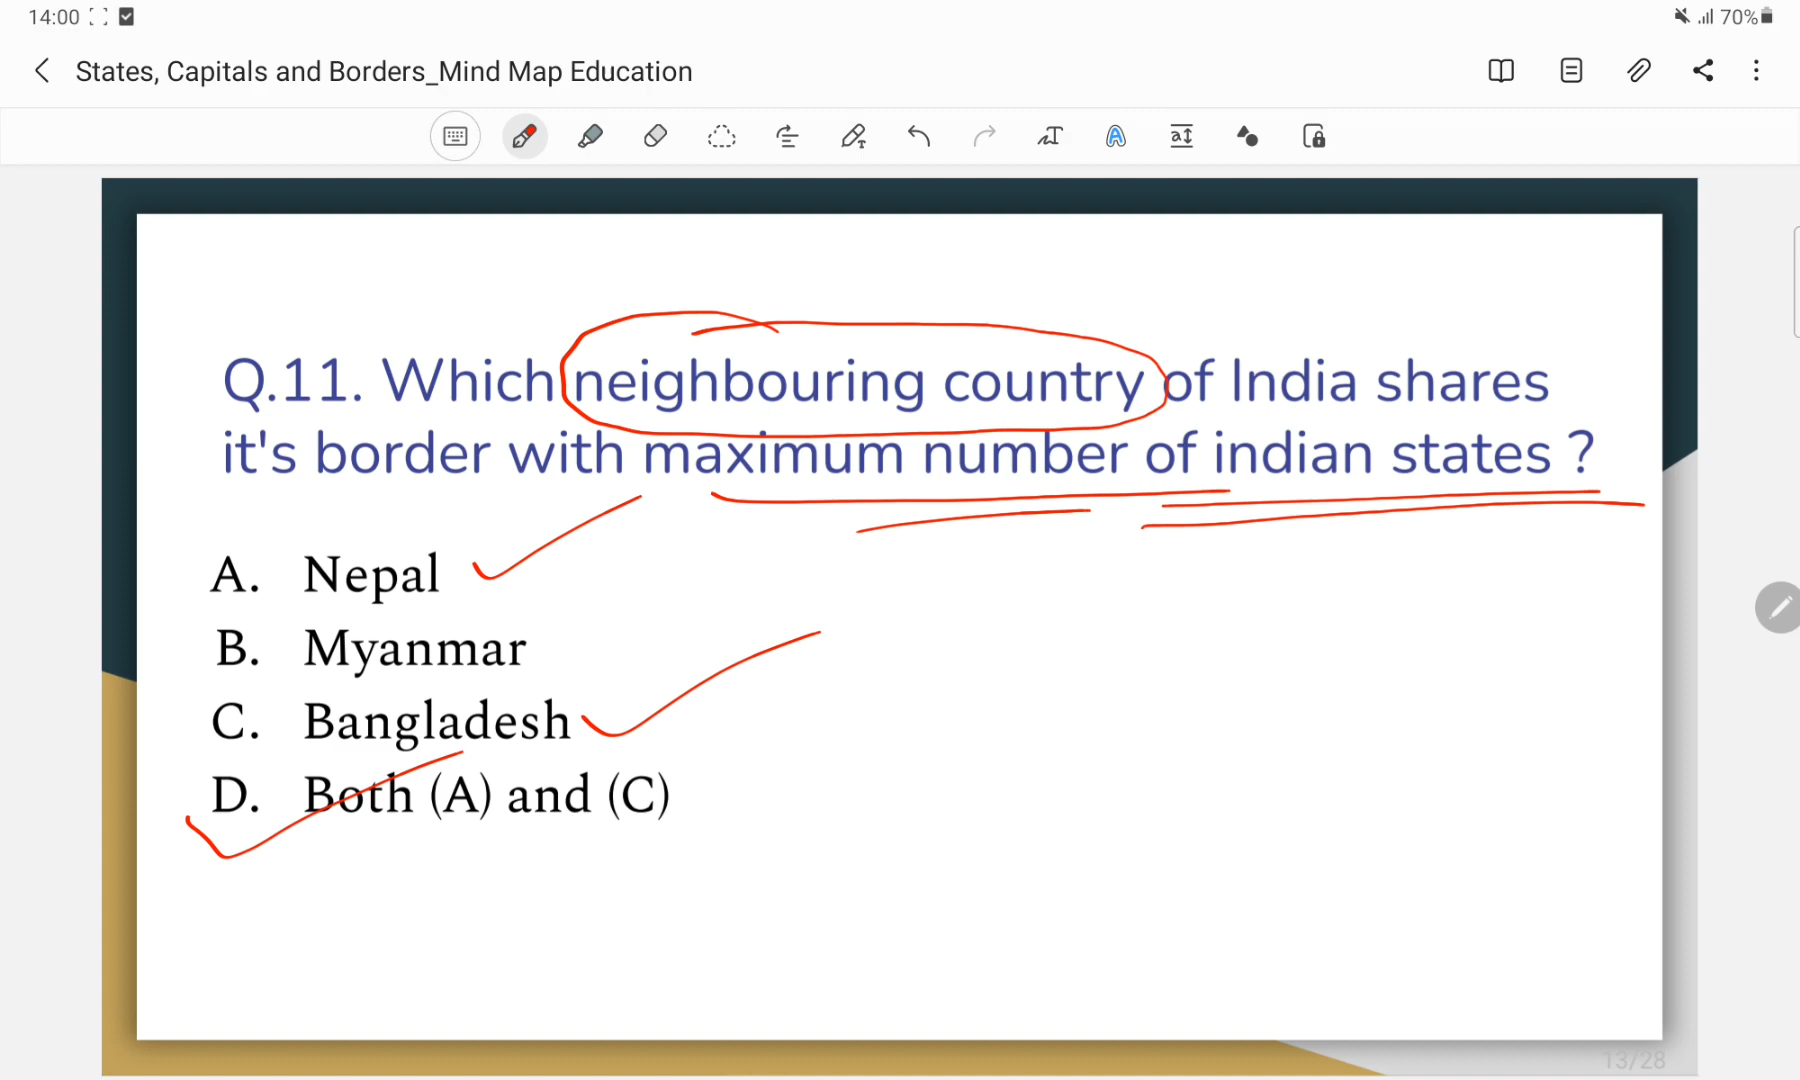 14:00
70%
States, Capitals and Borders_Mind Map Education
Q.11. Which neighbouring country of India shares
it's border with maximum number of indian states ?
A. Nepal
B. Myanmar
C. Bangladesh
D. Both (A) and (C)
13/28